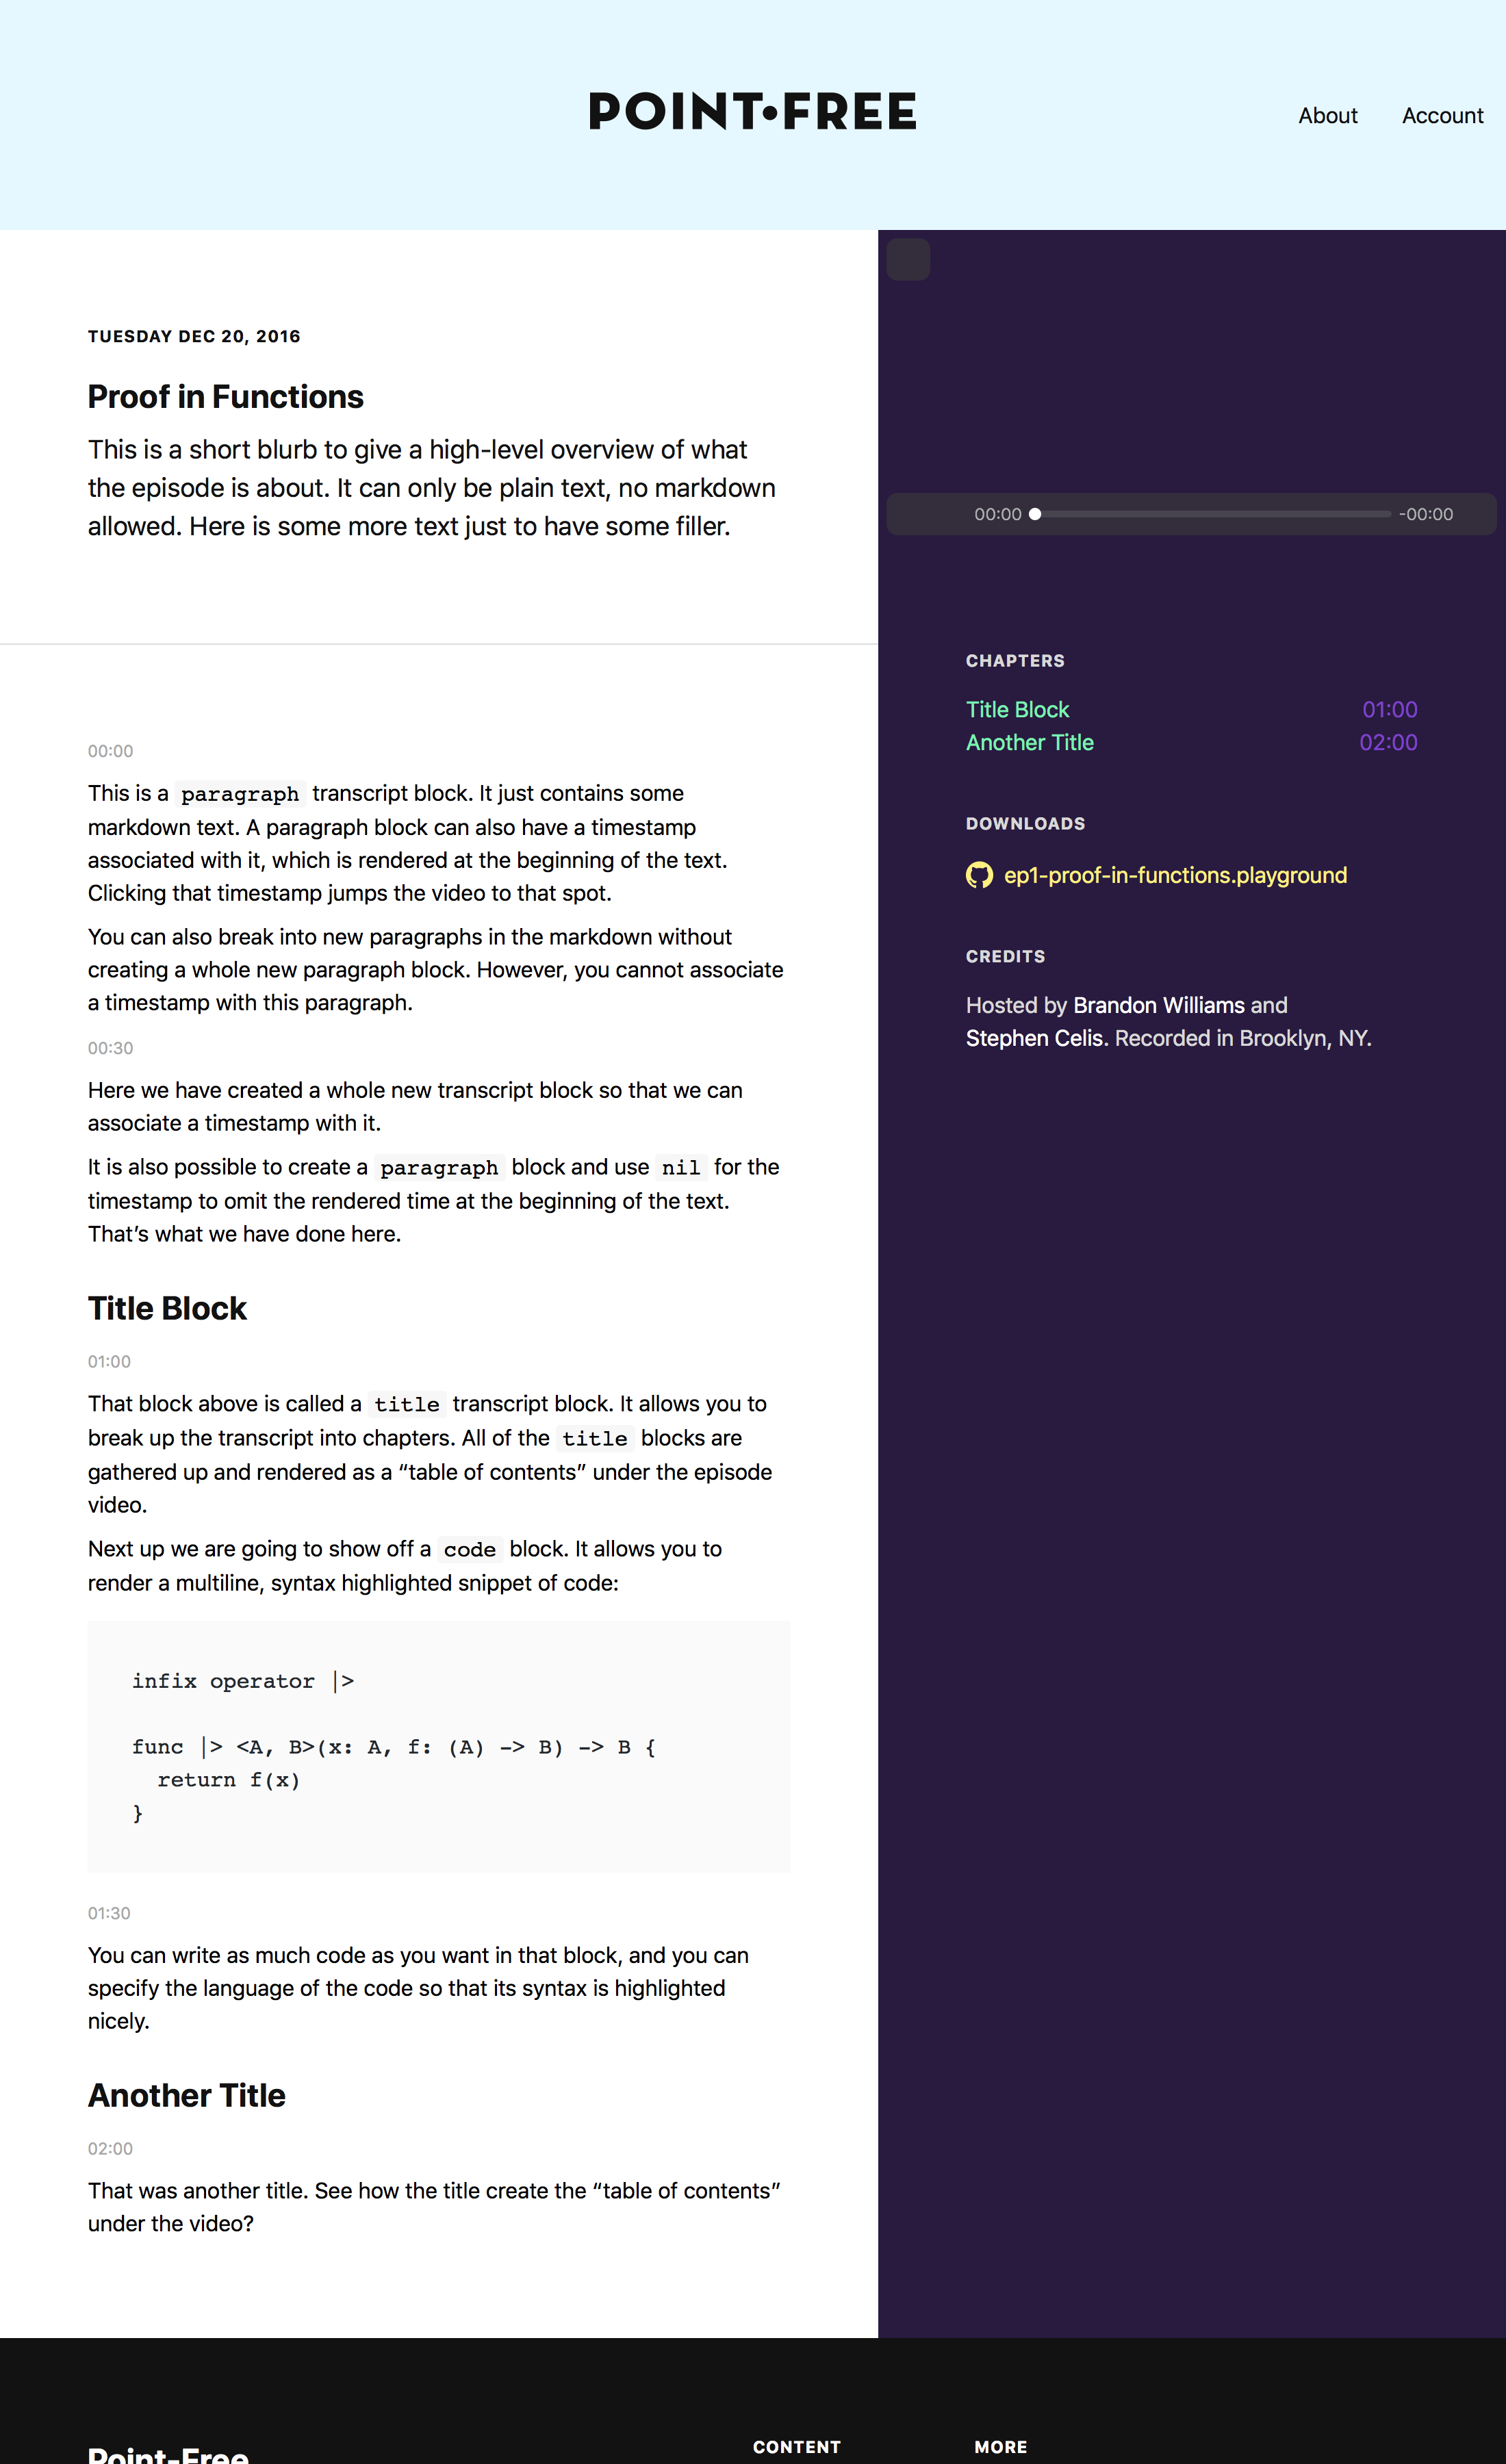 POINT•FREE
About Account
TUESDAY DEC 20, 2016
Proof in Functions
This is a short blurb to give a high-level overview of what
the episode is about. It can only be plain text, no markdown
allowed. Here is some more text just to have some filler.
00:00
This is a paragraph transcript block. It just contains some
markdown text. A paragraph block can also have a timestamp
associated with it, which is rendered at the beginning of the text.
Clicking that timestamp jumps the video to that spot.
You can also break into new paragraphs in the markdown without
creating a whole new paragraph block. However, you cannot associate
a timestamp with this paragraph.
00:30
Here we have created a whole new transcript block so that we can
associate a timestamp with it.
It is also possible to create a paragraph block and use nil for the
timestamp to omit the rendered time at the beginning of the text.
That’s what we have done here.
Title Block
01:00
That block above is called a title transcript block. It allows you to
break up the transcript into chapters. All of the title blocks are
gathered up and rendered as a “table of contents” under the episode
video.
Next up we are going to show off a code block. It allows you to
render a multiline, syntax highlighted snippet of code:
infix operator |>
func |> <A, B>(x: A, f: (A) -> B) -> B {
  return f(x)
}
01:30
You can write as much code as you want in that block, and you can
specify the language of the code so that its syntax is highlighted
nicely.
Another Title
02:00
That was another title. See how the title create the “table of contents”
under the video?
00:00 -00:00
CHAPTERS
Title Block 01:00
Another Title 02:00
DOWNLOADS
ep1-proof-in-functions.playground
CREDITS
Hosted by Brandon Williams and
Stephen Celis. Recorded in Brooklyn, NY.
Point-Free
CONTENT
MORE